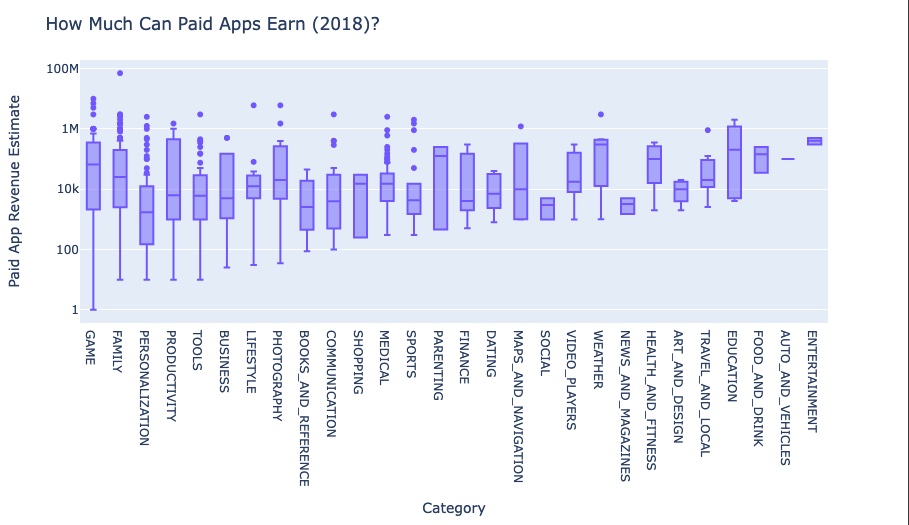 How Much Can Paid Apps Earn (2018)?
Paid App Revenue Estimate
100M
1M
10k
100
1
GAME
FAMILY
PERSONALIZATION
PRODUCTIVITY
TOOLS
BUSINESS
LIFESTYLE
PHOTOGRAPHY
BOOKS_AND_REFERENCE
COMMUNICATION
SHOPPING
MEDICAL
SPORTS
PARENTING
FINANCE
DATING
MAPS_AND_NAVIGATION
SOCIAL
VIDEO_PLAYERS
WEATHER
NEWS_AND_MAGAZINES
HEALTH_AND_FITNESS
ART_AND_DESIGN
TRAVEL_AND_LOCAL
EDUCATION
FOOD_AND_DRINK
AUTO_AND_VEHICLES
ENTERTAINMENT
Category